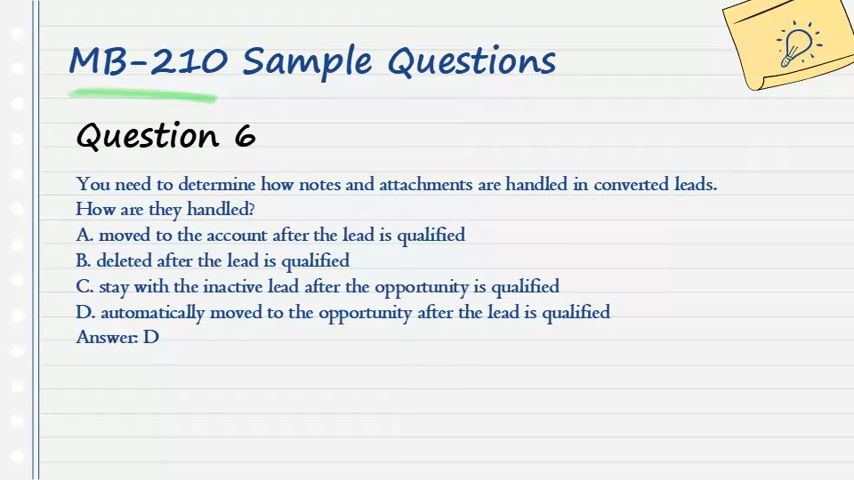 MB-210 Sample Questions
Question 6
You need to determine how notes and attachments are handled in converted leads.
How are they handled?
A. moved to the account after the lead is qualified
B. deleted after the lead is qualified
C. stay with the inactive lead after the opportunity is qualified
D. automatically moved to the opportunity after the lead is qualified
Answer: D